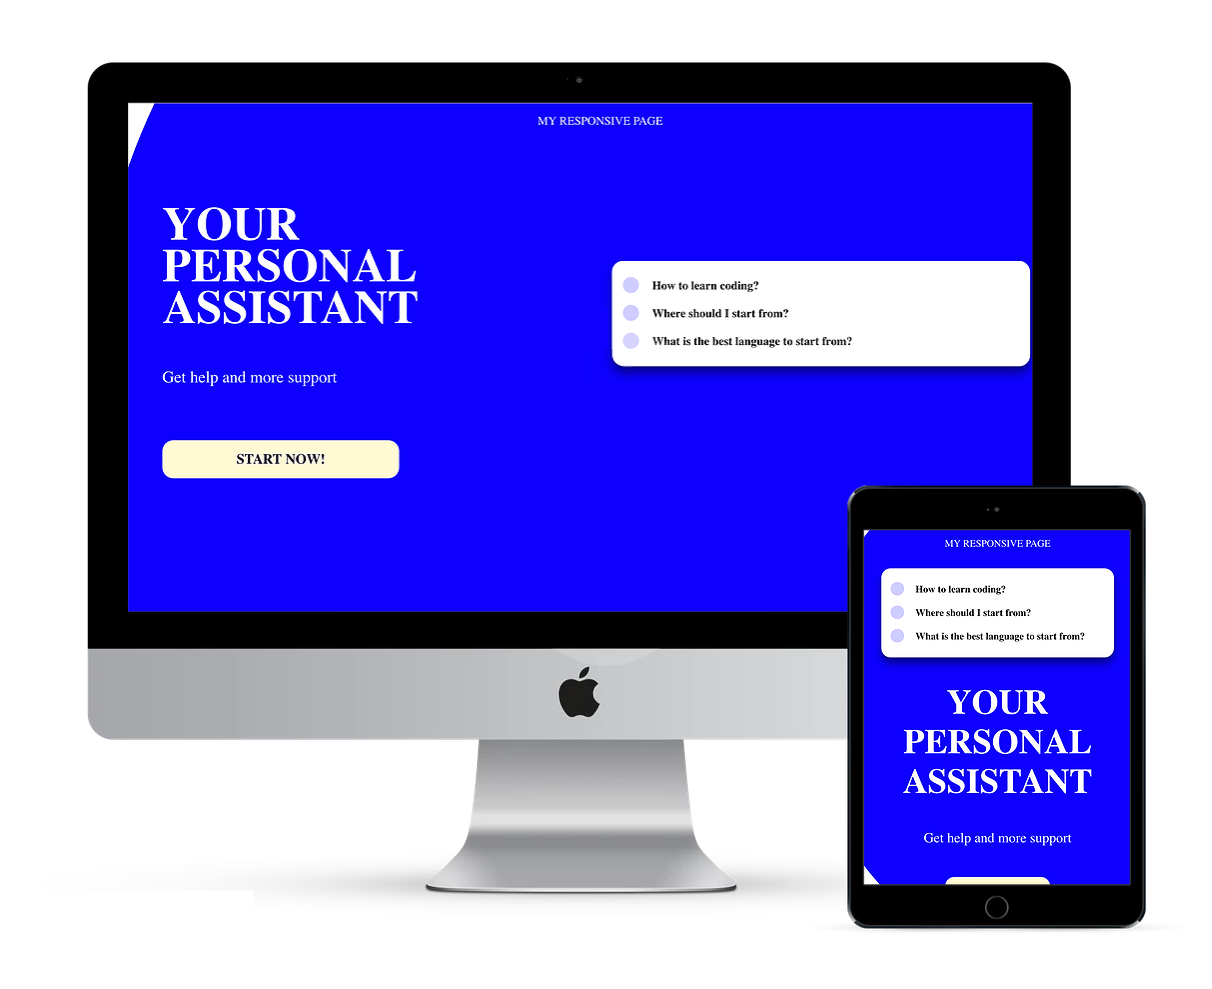 MY RESPONSIVE PAGE
YOUR
PERSONAL
ASSISTANT
Get help and more support
START NOW!
How to learn coding?
Where should I start from?
What is the best language to start from?
MY RESPONSIVE PAGE
How to learn coding?
Where should I start from?
What is the best language to start from?
YOUR
PERSONAL
ASSISTANT
Get help and more support